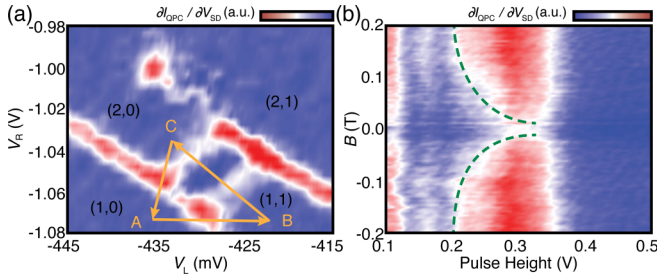 (a)
∂I_QPC / ∂V_SD (a.u.)
-0.98
-1.00
-1.02
-1.04
-1.06
-1.08
V_R (V)
(2,0)
(2,1)
C
(1,0)
(1,1)
A
B
-445
-435
-425
-415
V_L (mV)
(b)
∂I_QPC / ∂V_SD (a.u.)
0.2
0.1
0.0
-0.1
-0.2
B (T)
0.1
0.2
0.3
0.4
0.5
Pulse Height (V)